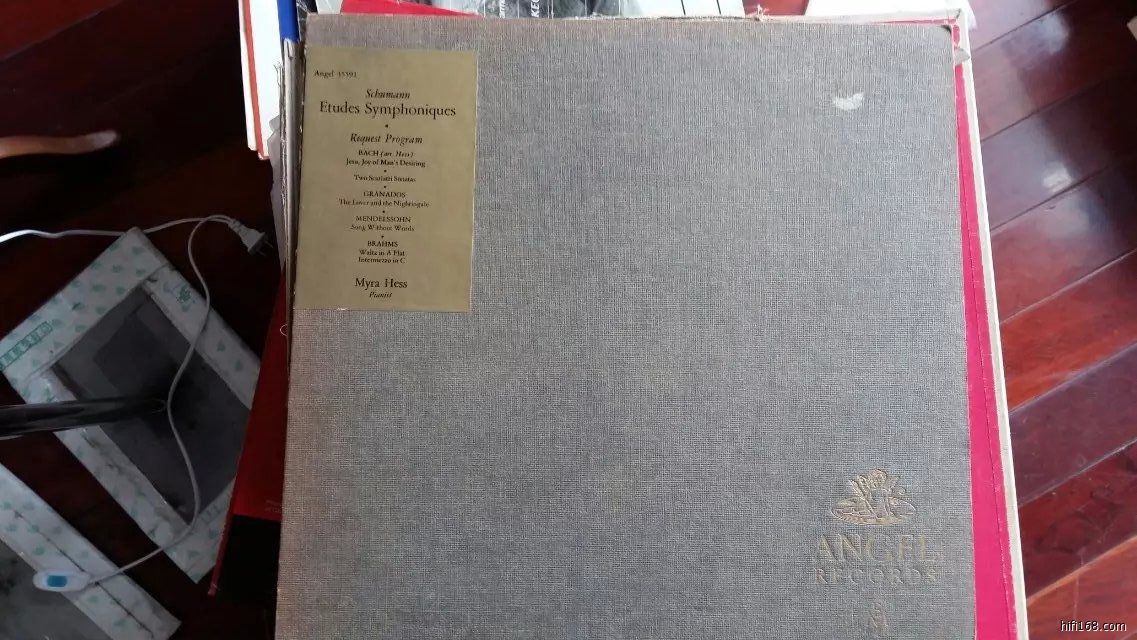 Angel 35591
Schumann
Etudes Symphoniques
Request Program
BACH (arr. Hess)
Jesu, Joy of Man's Desiring
Two Scarlatti Sonatas
GRANADOS
The Lover and the Nightingale
MENDELSSOHN
Song Without Words
BRAHMS
Waltz in A Flat
Intermezzo in C
Myra Hess
Pianist
ANGEL
RECORDS
hifi168.com